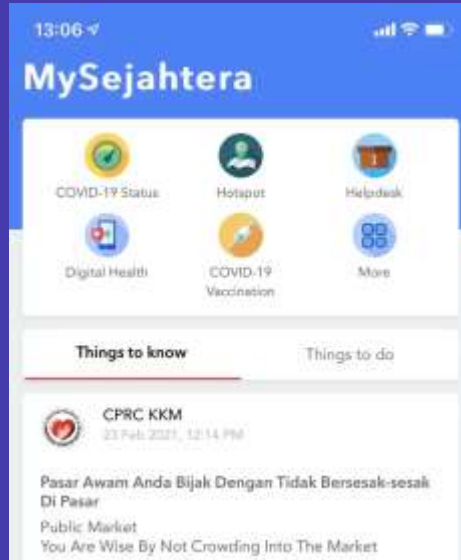 13:06
MySejahtera
COVID-19 Status
Hotspot
Helpdesk
Digital Health
COVID-19
Vaccination
More
Things to know
Things to do
CPRC KKM
23 Feb 2021, 12:14 PM
Pasar Awam Anda Bijak Dengan Tidak Bersesak-sesak
Di Pasar
Public Market
You Are Wise By Not Crowding Into The Market